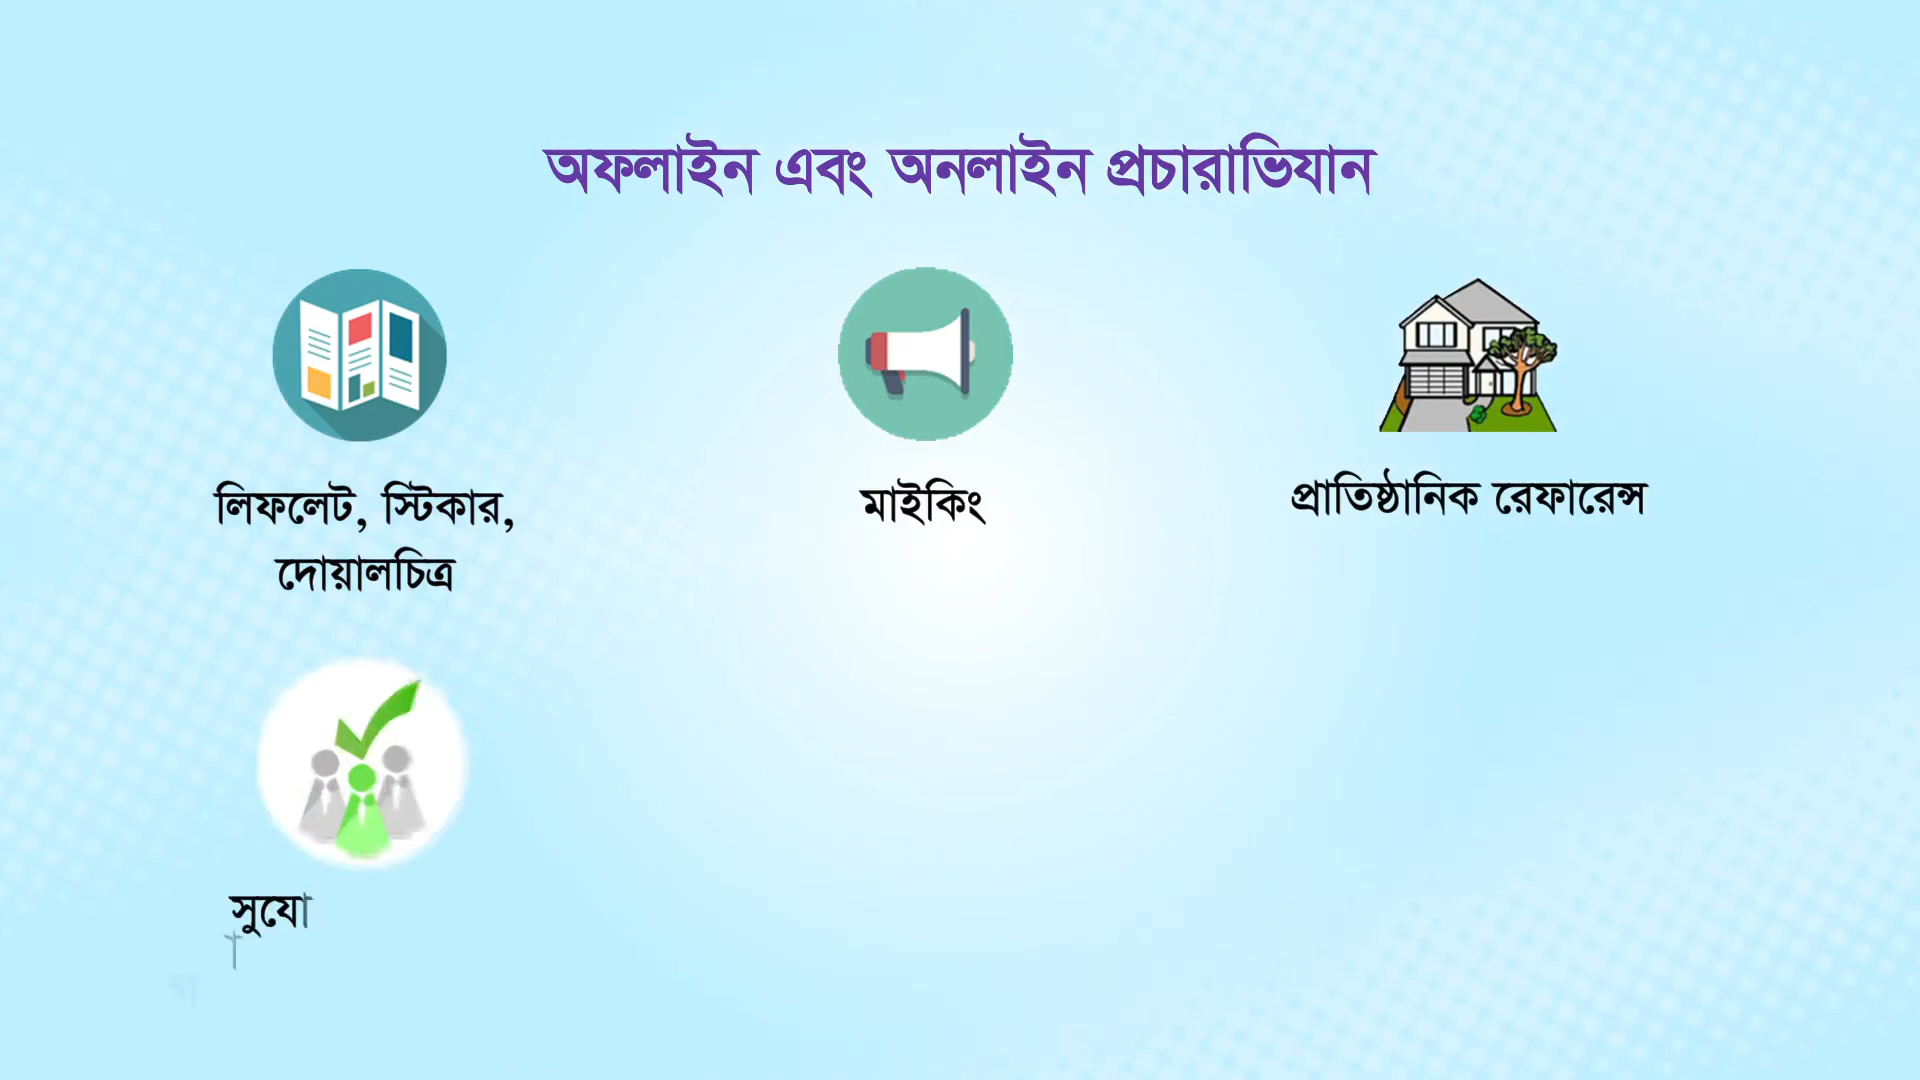 অফলাইন এবং অনলাইন প্রচারাভিযান
লিফলেট, স্টিকার,
দোয়ালচিত্র
মাইকিং
প্রাতিষ্ঠানিক রেফারেন্স